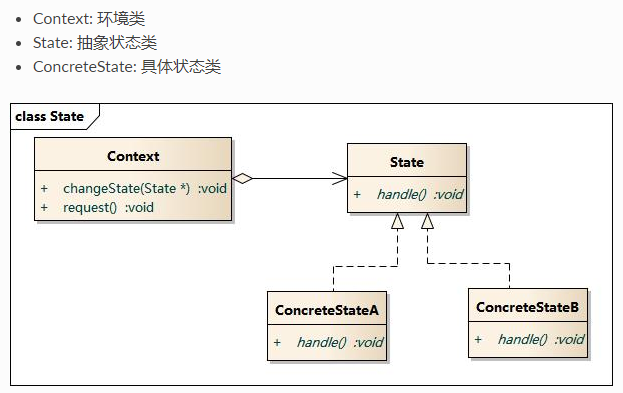 Context: 环境类
State: 抽象状态类
ConcreteState: 具体状态类
class State
Context
+ changeState(State *) :void
+ request() :void
State
+ handle() :void
ConcreteStateA
+ handle() :void
ConcreteStateB
+ handle() :void